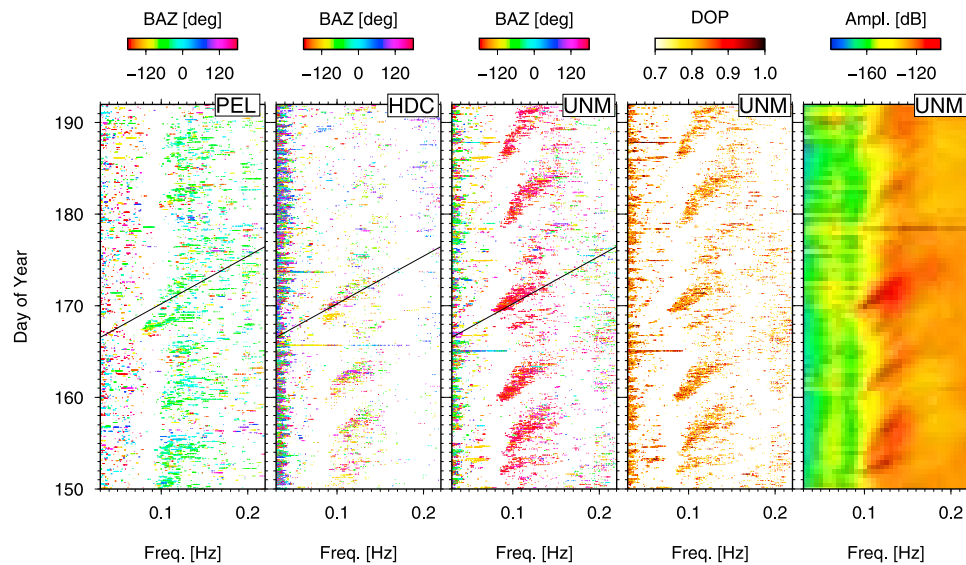 BAZ [deg] BAZ [deg] BAZ [deg] DOP Ampl. [dB]
−120 0 120 −120 0 120 −120 0 120 0.7 0.8 0.9 1.0 −160 −120
PEL HDC UNM UNM UNM
190
180
170
160
150
Day of Year
0.1 0.2 0.1 0.2 0.1 0.2 0.1 0.2 0.1 0.2
Freq. [Hz] Freq. [Hz] Freq. [Hz] Freq. [Hz] Freq. [Hz]